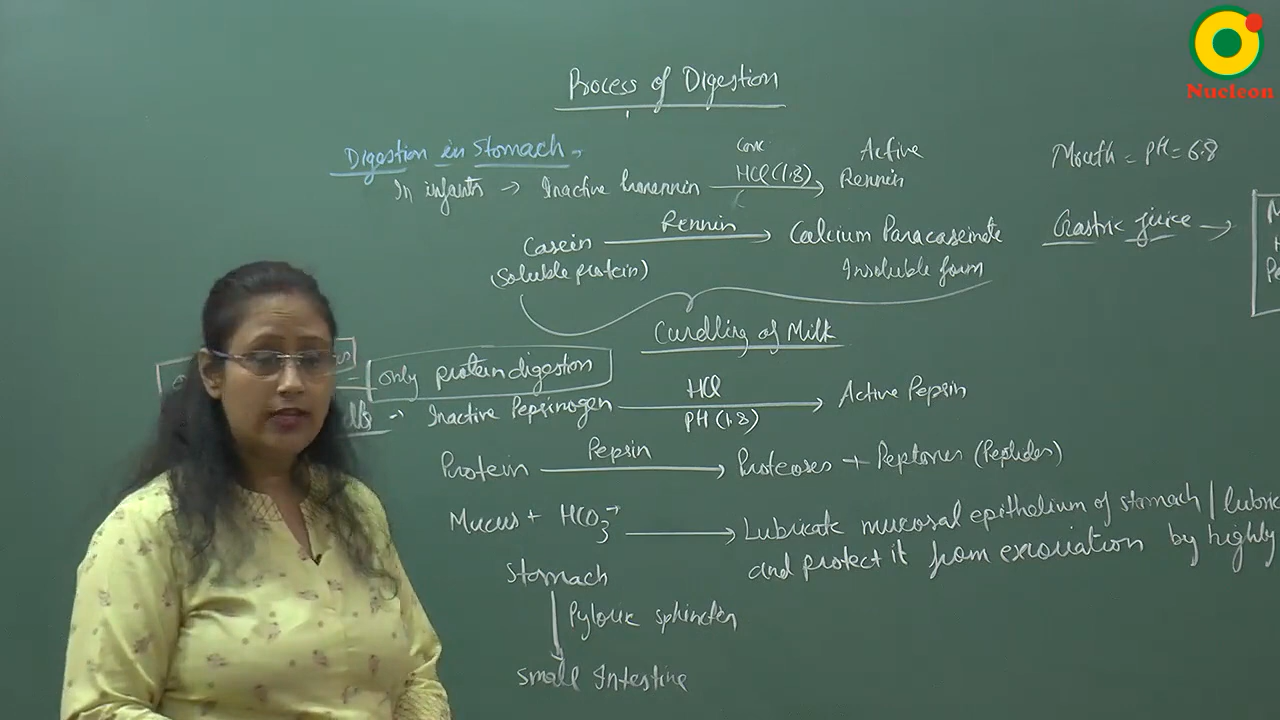 Nucleon
Process of Digestion
Digestion in Stomach
In infants → Inactive
Conc
HCl (1.8)
Active
Rennin
Mouth = pH = 6.8
Casein
(Soluble protein)
Rennin
Calcium Paracaseinate
Insoluble form
Gastric juice →
Curdling of Milk
only protein digestion
Inactive Pepsinogen
HCl
pH (1.8)
Active Pepsin
Protein
Pepsin
Proteoses + Peptones (Peptides)
Mucus + HCO3-
Lubricate mucosal epithelium of stomach /
and protect it from excoriation by highly
Stomach
Pyloric sphincter
Small Intestine